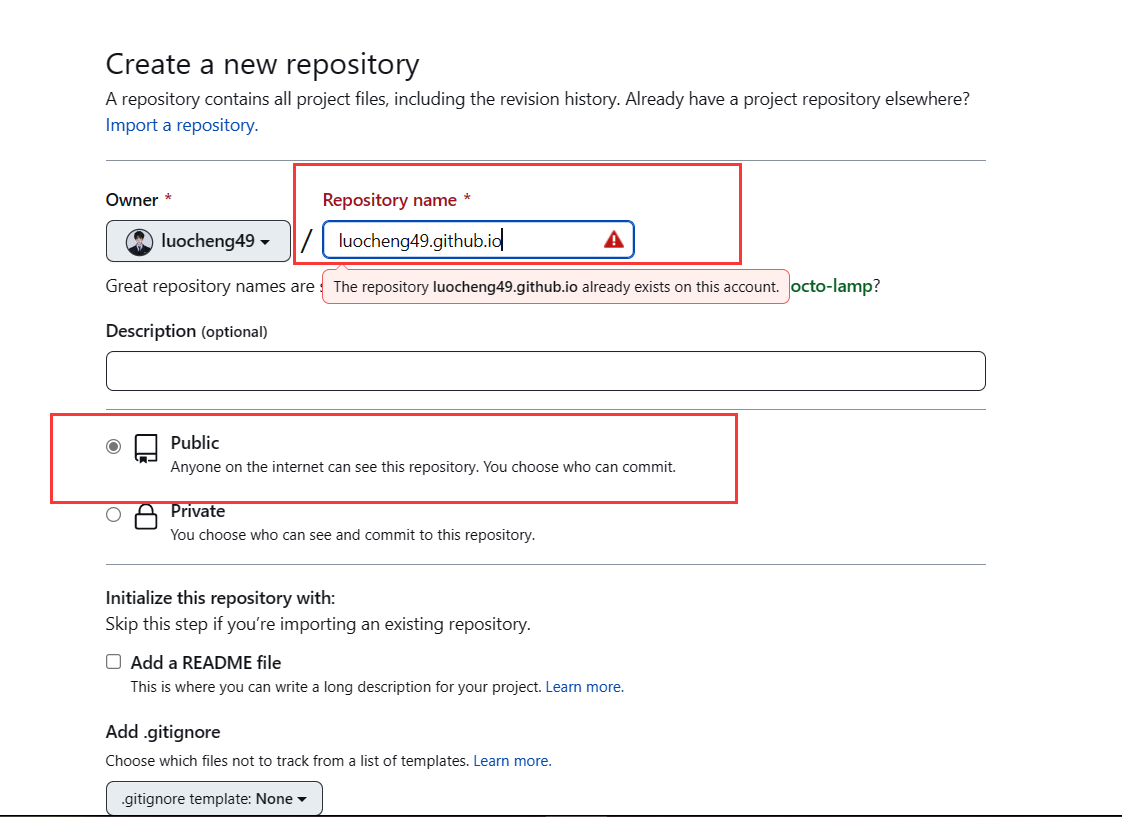 Create a new repository
A repository contains all project files, including the revision history. Already have a project repository elsewhere?
Import a repository.
Owner *
Repository name *
luocheng49
/
luocheng49.github.io
Great repository names are
The repository luocheng49.github.io already exists on this account.
octo-lamp?
Description (optional)
Public
Anyone on the internet can see this repository. You choose who can commit.
Private
You choose who can see and commit to this repository.
Initialize this repository with:
Skip this step if you’re importing an existing repository.
Add a README file
This is where you can write a long description for your project. Learn more.
Add .gitignore
Choose which files not to track from a list of templates. Learn more.
.gitignore template: None